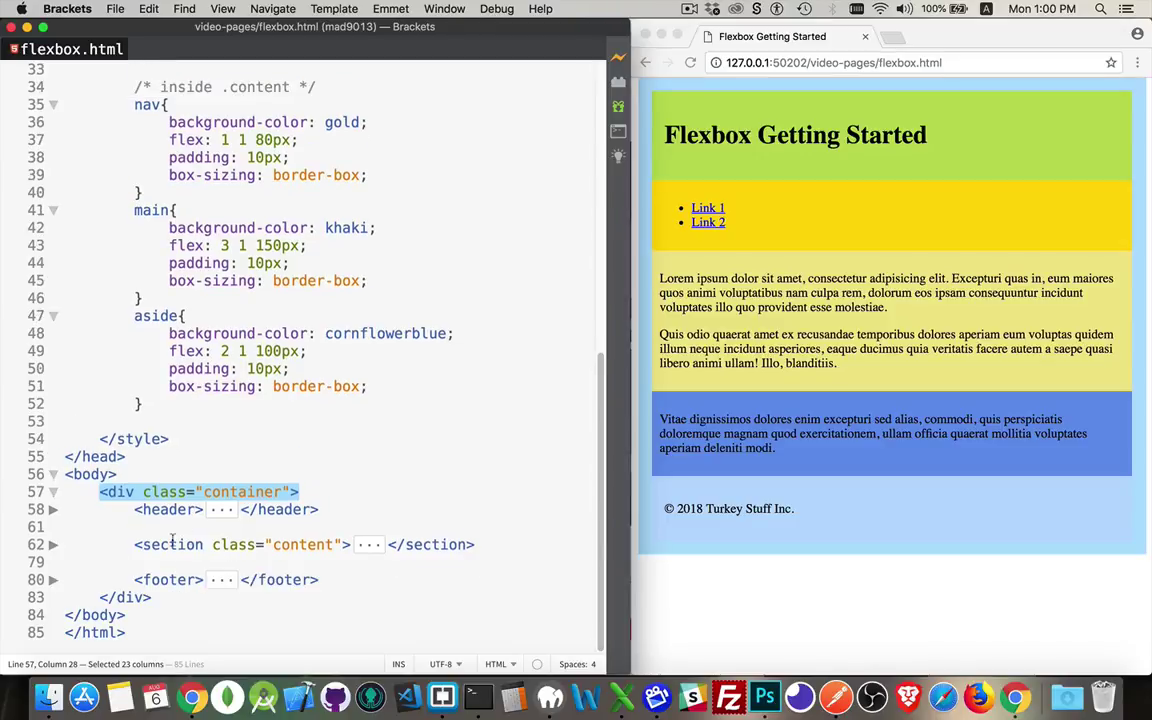 Brackets File Edit Find View Navigate Template Emmet Window Debug Help 100% Mon 1:00 PM
video-pages/flexbox.html (mad9013) — Brackets
flexbox.html
33
34 /* inside .content */
35 nav{
36 background-color: gold;
37 flex: 1 1 80px;
38 padding: 10px;
39 box-sizing: border-box;
40 }
41 main{
42 background-color: khaki;
43 flex: 3 1 150px;
44 padding: 10px;
45 box-sizing: border-box;
46 }
47 aside{
48 background-color: cornflowerblue;
49 flex: 2 1 100px;
50 padding: 10px;
51 box-sizing: border-box;
52 }
53
54 </style>
55 </head>
56 <body>
57 <div class="container">
58 <header> ... </header>
61
62 <section class="content"> ... </section>
79
80 <footer> ... </footer>
83 </div>
84 </body>
85 </html>
Line 57, Column 28 — Selected 23 columns — 85 Lines INS UTF-8 HTML Spaces: 4
Flexbox Getting Started
127.0.0.1:50202/video-pages/flexbox.html
Flexbox Getting Started
• Link 1
• Link 2
Lorem ipsum dolor sit amet, consectetur adipisicing elit. Excepturi quas in, eum maiores
quos animi voluptatibus nam culpa rem, dolorum eos ipsam consequuntur incidunt
voluptates illo quo provident esse molestiae.
Quis odio quaerat amet ex recusandae temporibus dolores aperiam eum voluptas quidem
illum neque incidunt asperiores, eaque ducimus quia veritatis facere autem a saepe quasi
libero animi ullam! Illo, blanditiis.
Vitae dignissimos dolores enim excepturi sed alias, commodi, quis perspiciatis
doloremque magnam quod exercitationem, ullam officia quaerat mollitia voluptates
aperiam deleniti modi.
© 2018 Turkey Stuff Inc.